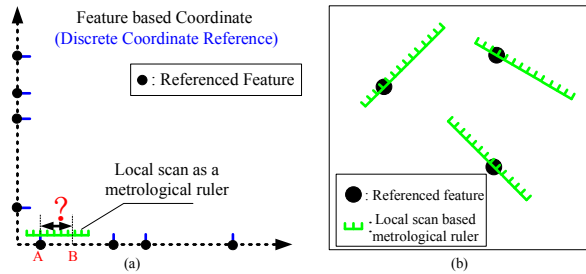 Feature based Coordinate
(Discrete Coordinate Reference)
: Referenced Feature
Local scan as a
metrological ruler
?
A
B
(a)
: Referenced feature
: Local scan based
metrological ruler
(b)